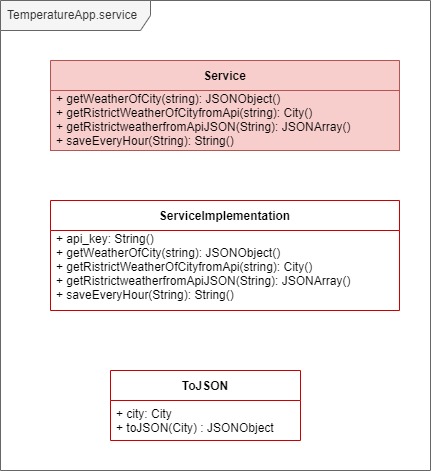 TemperatureApp.service
Service
+ getWeatherOfCity(string): JSONObject()
+ getRistrictWeatherOfCityfromApi(string): City()
+ getRistrictweatherfromApiJSON(String): JSONArray()
+ saveEveryHour(String): String()
ServiceImplementation
+ api_key: String()
+ getWeatherOfCity(string): JSONObject()
+ getRistrictWeatherOfCityfromApi(string): City()
+ getRistrictweatherfromApiJSON(String): JSONArray()
+ saveEveryHour(String): String()
ToJSON
+ city: City
+ toJSON(City) : JSONObject